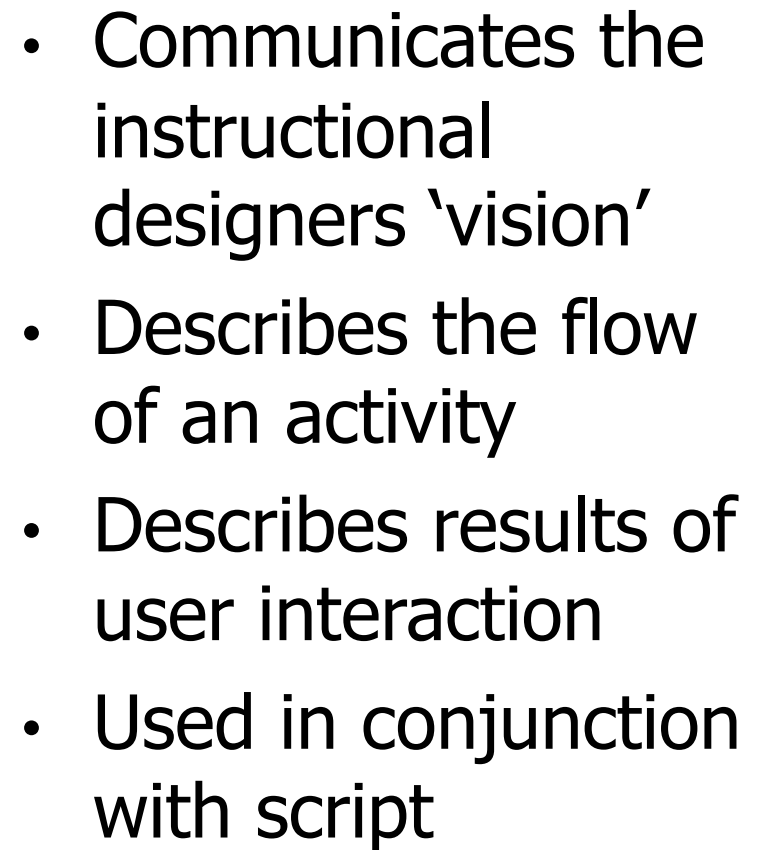 • Communicates the
instructional
designers ‘vision’
• Describes the flow
of an activity
• Describes results of
user interaction
• Used in conjunction
with script